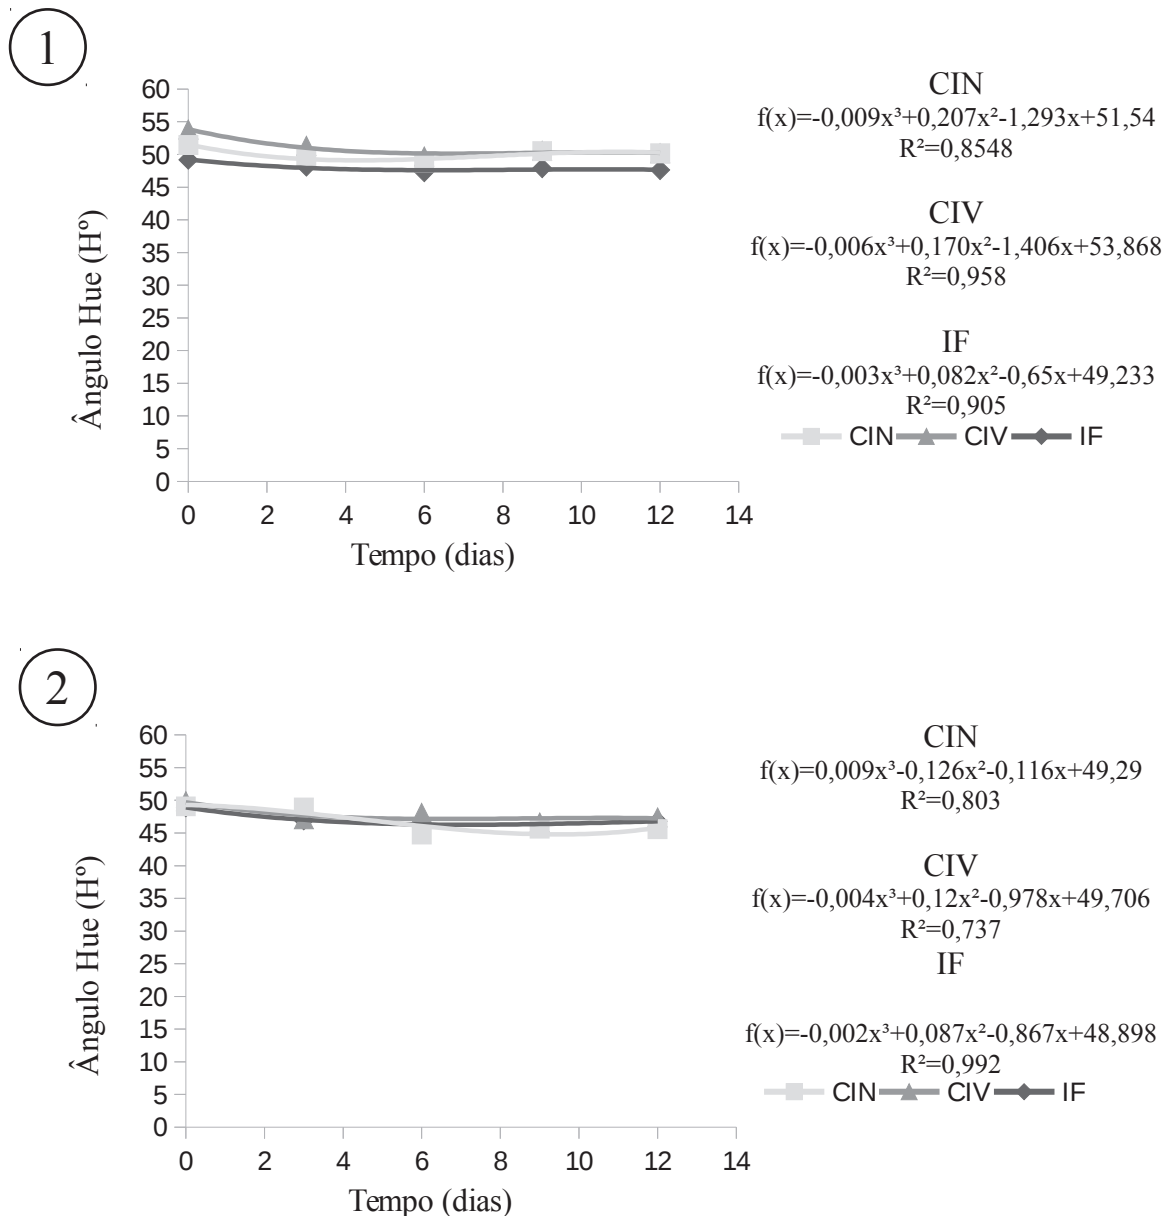 1
CIN
f(x)=-0,009x³+0,207x²-1,293x+51,54
R²=0,8548
CIV
f(x)=-0,006x³+0,170x²-1,406x+53,868
R²=0,958
IF
f(x)=-0,003x³+0,082x²-0,65x+49,233
R²=0,905
CIN CIV IF
Ângulo Hue (Hº)
60
55
50
45
40
35
30
25
20
15
10
5
0
0 2 4 6 8 10 12 14
Tempo (dias)
2
CIN
f(x)=0,009x³-0,126x²-0,116x+49,29
R²=0,803
CIV
f(x)=-0,004x³+0,12x²-0,978x+49,706
R²=0,737
IF
f(x)=-0,002x³+0,087x²-0,867x+48,898
R²=0,992
CIN CIV IF
Ângulo Hue (Hº)
60
55
50
45
40
35
30
25
20
15
10
5
0
0 2 4 6 8 10 12 14
Tempo (dias)